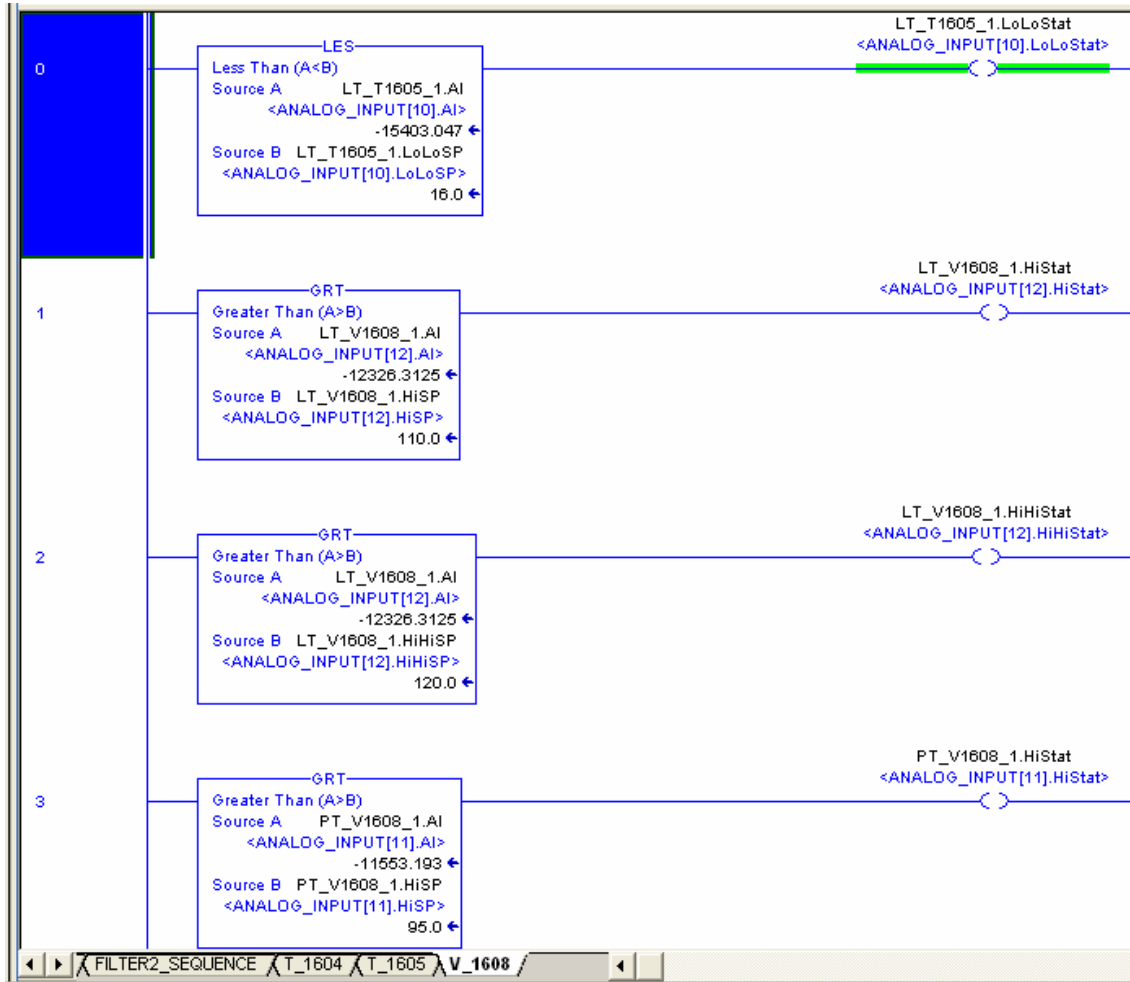 LT_T1605_1.LoLoStat
<ANALOG_INPUT[10].LoLoStat>
0
LES
Less Than (A<B)
Source A LT_T1605_1.AI
<ANALOG_INPUT[10].AI>
-15403.047
Source B LT_T1605_1.LoLoSP
<ANALOG_INPUT[10].LoLoSP>
16.0
LT_V1608_1.HiStat
<ANALOG_INPUT[12].HiStat>
1
GRT
Greater Than (A>B)
Source A LT_V1608_1.AI
<ANALOG_INPUT[12].AI>
-12326.3125
Source B LT_V1608_1.HiSP
<ANALOG_INPUT[12].HiSP>
110.0
LT_V1608_1.HiHiStat
<ANALOG_INPUT[12].HiHiStat>
2
GRT
Greater Than (A>B)
Source A LT_V1608_1.AI
<ANALOG_INPUT[12].AI>
-12326.3125
Source B LT_V1608_1.HiHiSP
<ANALOG_INPUT[12].HiHiSP>
120.0
PT_V1608_1.HiStat
<ANALOG_INPUT[11].HiStat>
3
GRT
Greater Than (A>B)
Source A PT_V1608_1.AI
<ANALOG_INPUT[11].AI>
-11553.193
Source B PT_V1608_1.HiSP
<ANALOG_INPUT[11].HiSP>
95.0
FILTER2_SEQUENCE T_1604 T_1605 V_1608